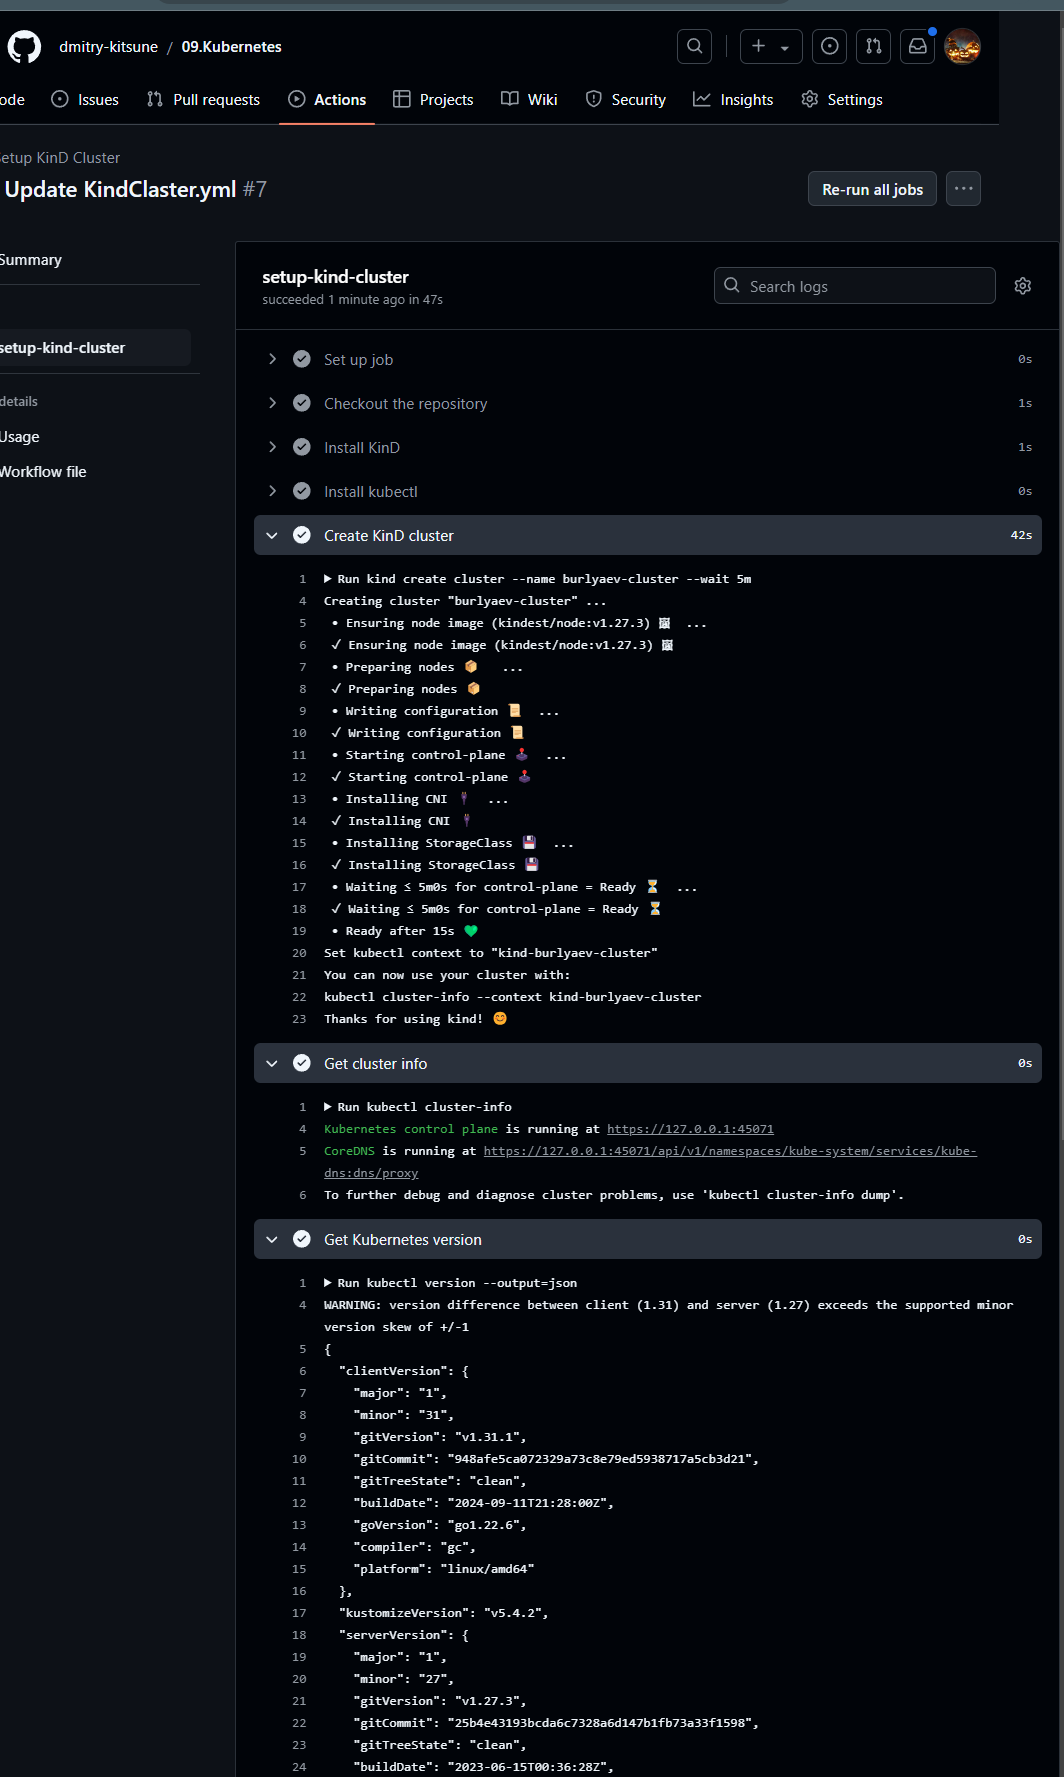 dmitry-kitsune / 09.Kubernetes
ode Issues Pull requests Actions Projects Wiki Security Insights Settings
Setup KinD Cluster
Update KindClaster.yml #7
Re-run all jobs
Summary
setup-kind-cluster
details
Usage
Workflow file
setup-kind-cluster
succeeded 1 minute ago in 47s
Search logs
Set up job 0s
Checkout the repository 1s
Install KinD 1s
Install kubectl 0s
Create KinD cluster 42s
1 ▶ Run kind create cluster --name burlyaev-cluster --wait 5m
4 Creating cluster "burlyaev-cluster" ...
5 • Ensuring node image (kindest/node:v1.27.3) 🖼 ...
6 ✓ Ensuring node image (kindest/node:v1.27.3) 🖼
7 • Preparing nodes 📦 ...
8 ✓ Preparing nodes 📦
9 • Writing configuration 📜 ...
10 ✓ Writing configuration 📜
11 • Starting control-plane 🕹️ ...
12 ✓ Starting control-plane 🕹️
13 • Installing CNI 🔌 ...
14 ✓ Installing CNI 🔌
15 • Installing StorageClass 💾 ...
16 ✓ Installing StorageClass 💾
17 • Waiting ≤ 5m0s for control-plane = Ready ⏳ ...
18 ✓ Waiting ≤ 5m0s for control-plane = Ready ⏳
19 • Ready after 15s 💚
20 Set kubectl context to "kind-burlyaev-cluster"
21 You can now use your cluster with:
22 kubectl cluster-info --context kind-burlyaev-cluster
23 Thanks for using kind! 😊
Get cluster info 0s
1 ▶ Run kubectl cluster-info
4 Kubernetes control plane is running at https://127.0.0.1:45071
5 CoreDNS is running at https://127.0.0.1:45071/api/v1/namespaces/kube-system/services/kube-
dns:dns/proxy
6 To further debug and diagnose cluster problems, use 'kubectl cluster-info dump'.
Get Kubernetes version 0s
1 ▶ Run kubectl version --output=json
4 WARNING: version difference between client (1.31) and server (1.27) exceeds the supported minor
version skew of +/-1
5 {
6 "clientVersion": {
7 "major": "1",
8 "minor": "31",
9 "gitVersion": "v1.31.1",
10 "gitCommit": "948afe5ca072329a73c8e79ed5938717a5cb3d21",
11 "gitTreeState": "clean",
12 "buildDate": "2024-09-11T21:28:00Z",
13 "goVersion": "go1.22.6",
14 "compiler": "gc",
15 "platform": "linux/amd64"
16 },
17 "kustomizeVersion": "v5.4.2",
18 "serverVersion": {
19 "major": "1",
20 "minor": "27",
21 "gitVersion": "v1.27.3",
22 "gitCommit": "25b4e43193bcda6c7328a6d147b1fb73a33f1598",
23 "gitTreeState": "clean",
24 "buildDate": "2023-06-15T00:36:28Z",